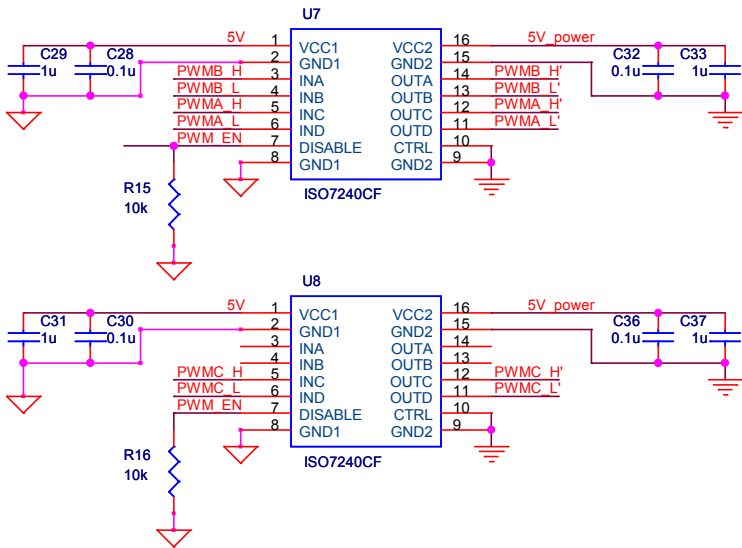 U7
5V 1 VCC1 VCC2 16 5V_power
C29 1u C28 0.1u 2 GND1 GND2 15 C32 0.1u C33 1u
PWMB_H 3 INA OUTA 14 PWMB_H'
PWMB_L 4 INB OUTB 13 PWMB_L'
PWMA_H 5 INC OUTC 12 PWMA_H'
PWMA_L 6 IND OUTD 11 PWMA_L'
PWM_EN 7 DISABLE CTRL 10
8 GND1 GND2 9
R15
10k
ISO7240CF
U8
5V 1 VCC1 VCC2 16 5V_power
C31 1u C30 0.1u 2 GND1 GND2 15 C36 0.1u C37 1u
3 INA OUTA 14
4 INB OUTB 13
PWMC_H 5 INC OUTC 12 PWMC_H'
PWMC_L 6 IND OUTD 11 PWMC_L'
PWM_EN 7 DISABLE CTRL 10
8 GND1 GND2 9
R16
10k
ISO7240CF